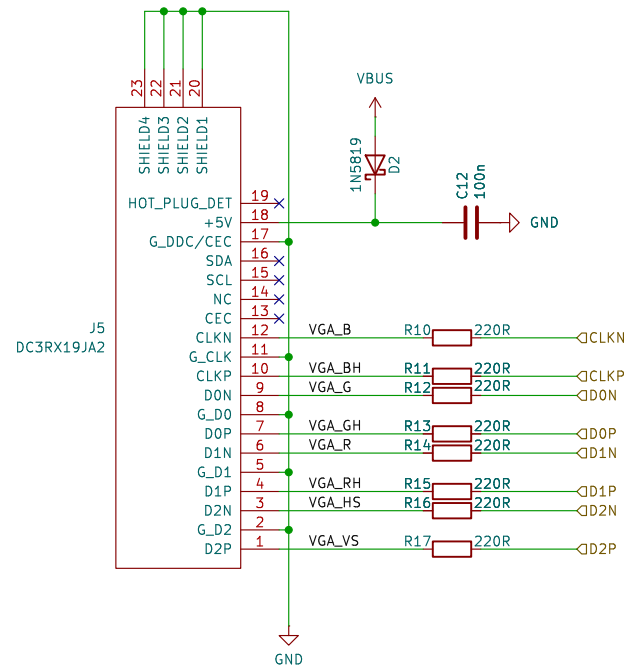 23
22
21
20
SHIELD4
SHIELD3
SHIELD2
SHIELD1
VBUS
1N5819
D2
C12
100n
GND
HOT_PLUG_DET 19
+5V 18
G_DDC/CEC 17
SDA 16
SCL 15
NC 14
CEC 13
J5
DC3RX19JA2
CLKN 12 VGA_B R10 220R CLKN
G_CLK 11
CLKP 10 VGA_BH R11 220R CLKP
D0N 9 VGA_G R12 220R D0N
G_D0 8
D0P 7 VGA_GH R13 220R D0P
D1N 6 VGA_R R14 220R D1N
G_D1 5
D1P 4 VGA_RH R15 220R D1P
D2N 3 VGA_HS R16 220R D2N
G_D2 2
D2P 1 VGA_VS R17 220R D2P
GND